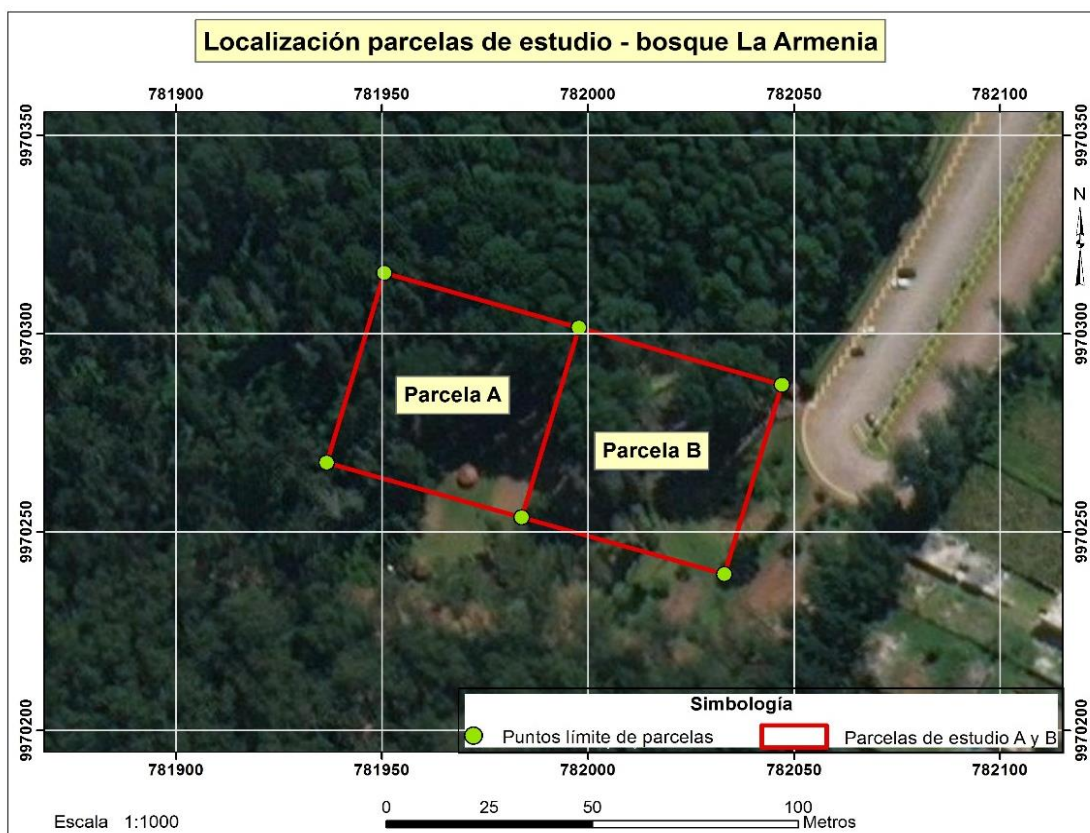 Localización parcelas de estudio - bosque La Armenia
781900 781950 782000 782050 782100
9970350 9970350
N
9970300 9970300
Parcela A
Parcela B
9970250 9970250
Simbología
Puntos límite de parcelas Parcelas de estudio A y B
9970200 9970200
781900 781950 782000 782050 782100
0 25 50 100
Escala 1:1000 Metros